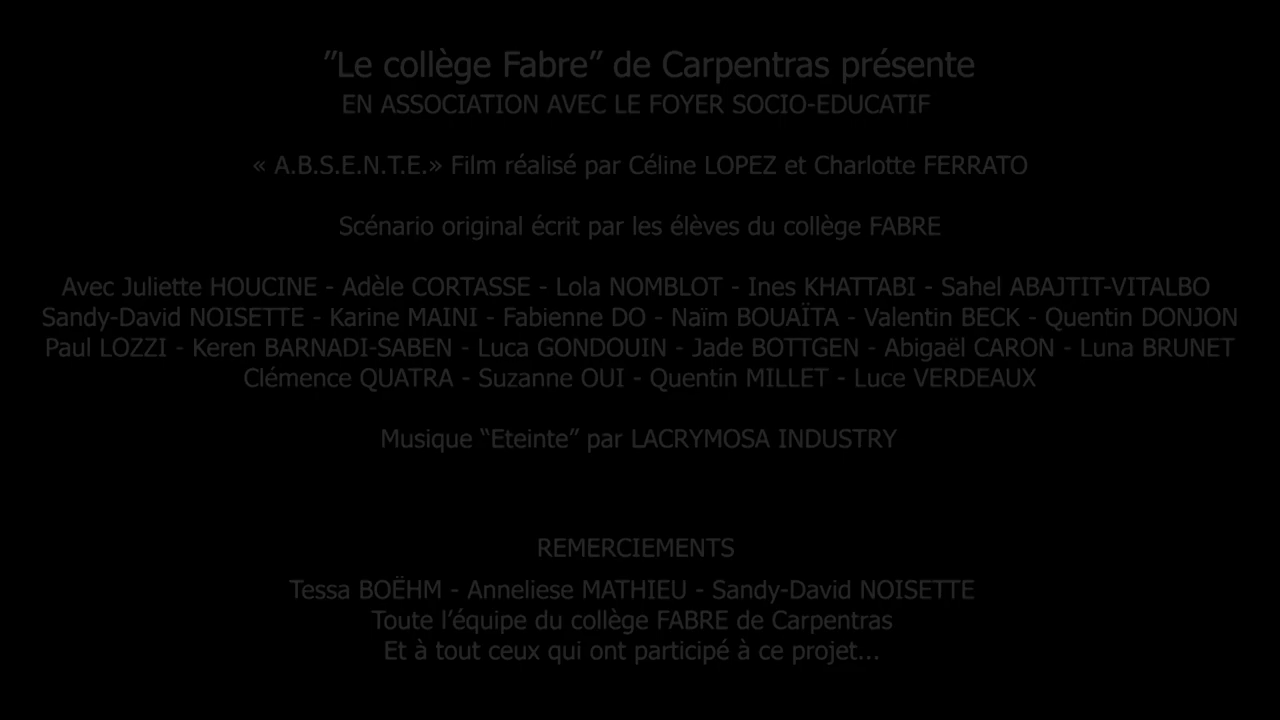 ”Le collège Fabre” de Carpentras présente
EN ASSOCIATION AVEC LE FOYER SOCIO-EDUCATIF
« A.B.S.E.N.T.E.» Film réalisé par Céline LOPEZ et Charlotte FERRATO
Scénario original écrit par les élèves du collège FABRE
Avec Juliette HOUCINE - Adèle CORTASSE - Lola NOMBLOT - Ines KHATTABI - Sahel ABAJTIT-VITALBO
Sandy-David NOISETTE - Karine MAINI - Fabienne DO - Naïm BOUAÏTA - Valentin BECK - Quentin DONJON
Paul LOZZI - Keren BARNADI-SABEN - Luca GONDOUIN - Jade BOTTGEN - Abigaël CARON - Luna BRUNET
Clémence QUATRA - Suzanne OUI - Quentin MILLET - Luce VERDEAUX
Musique “Eteinte” par LACRYMOSA INDUSTRY
REMERCIEMENTS
Tessa BOËHM - Anneliese MATHIEU - Sandy-David NOISETTE
Toute l’équipe du collège FABRE de Carpentras
Et à tout ceux qui ont participé à ce projet...